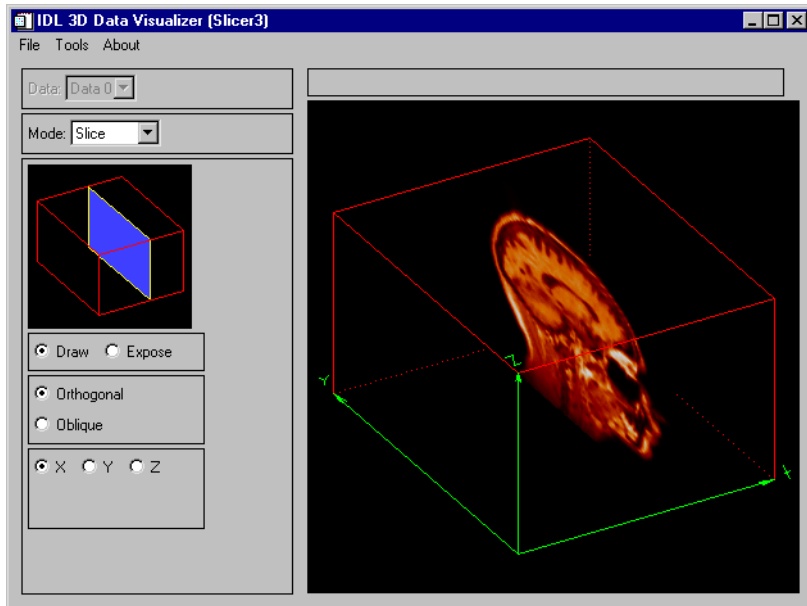 IDL 3D Data Visualizer (Slicer3)
File Tools About
Data: Data 0
Mode: Slice
Draw Expose
Orthogonal
Oblique
X Y Z
Z
Y
X